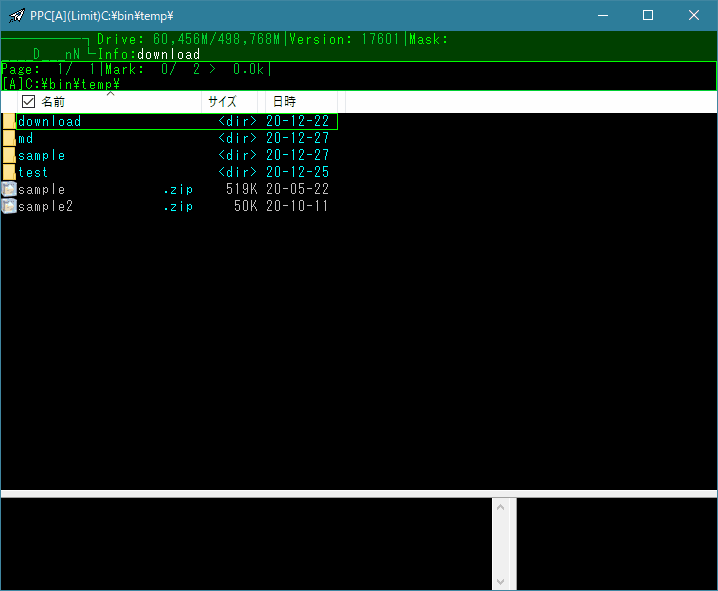 PPC[A](Limit)C:¥bin¥temp¥
Drive: 60,456M/498,768M|Version: 17601|Mask:
____D___nN└Info:download
Page:  1/  1|Mark:  0/  2 >  0.0k|
[A]C:¥bin¥temp¥
名前 サイズ 日時
download <dir> 20-12-22
md <dir> 20-12-27
sample <dir> 20-12-27
test <dir> 20-12-25
sample .zip 519K 20-05-22
sample2 .zip 50K 20-10-11